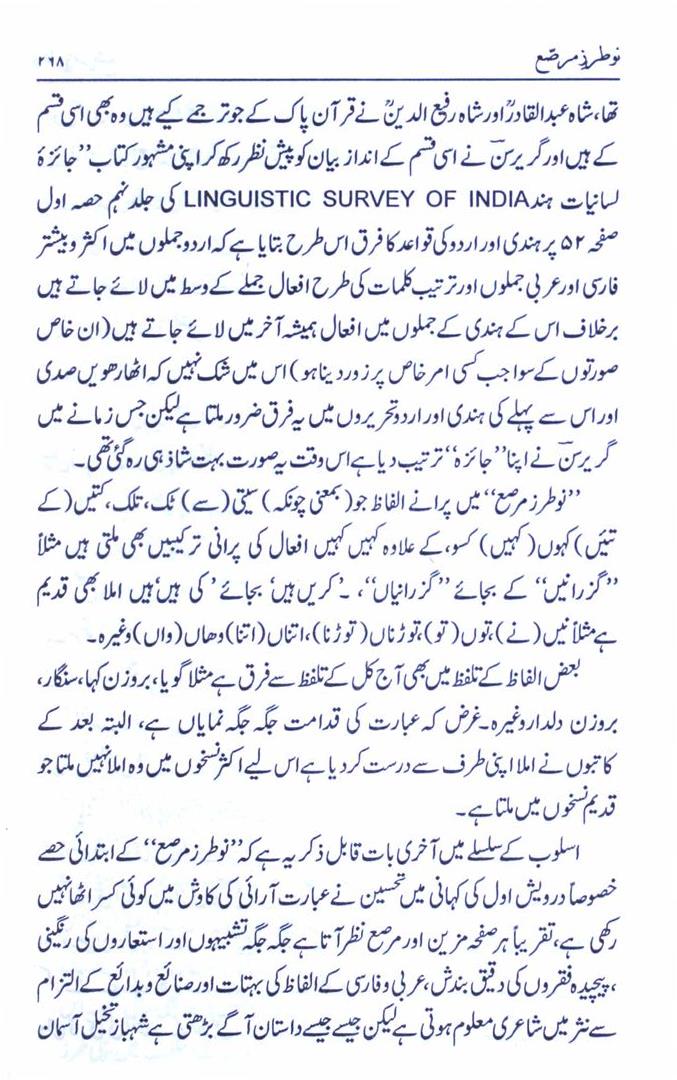 نوطرزِ مرصّع ۲۶۸
تھا، شاہ عبدالقادرؒ اور شاہ رفیع الدینؒ نے قرآن پاک کے جو ترجمے کیے ہیں وہ بھی اسی قسم
کے ہیں اور گریرسنؔ نے اسی قسم کے انداز بیان کو پیش نظر رکھ کر اپنی مشہور کتاب ’’جائزۂ
لسانیات ہند LINGUISTIC SURVEY OF INDIA کی جلد نہم حصہ اول
صفحہ ۵۲ پر ہندی اور اردو کی قواعد کا فرق اس طرح بتایا ہے کہ اردو جملوں میں اکثر و بیشتر
فارسی اور عربی جملوں اور ترتیب کلمات کی طرح افعال جملے کے وسط میں لائے جاتے ہیں
برخلاف اس کے ہندی کے جملوں میں افعال ہمیشہ آخر میں لائے جاتے ہیں (ان خاص
صورتوں کے سوا جب کسی امر خاص پر زور دینا ہو) اس میں شک نہیں کہ اٹھارھویں صدی
اور اس سے پہلے کی ہندی اور اردو تحریروں میں یہ فرق ضرور ملتا ہے لیکن جس زمانے میں
گریرسنؔ نے اپنا ’’جائزہ‘‘ ترتیب دیا ہے اس وقت یہ صورت بہت شاذ ہی رہ گئی تھی۔
’’نوطرز مرصع‘‘ میں پرانے الفاظ جو (بمعنی چونکہ) سیتی (سے) ٹک، تلک، کتیں (کے
تئیں) کہوں (کہیں) کسو، کے علاوہ کہیں کہیں افعال کی پرانی ترکیبیں بھی ملتی ہیں مثلاً
’’گزرانیں‘‘ کے بجائے ’’گزرانیاں‘‘، ۔’کریں ہیں‘ بجائے ’ کی ہیں‘ ہیں املا بھی قدیم
ہے مثلاً نیں (نے)، توں (تو)، توڑناں (توڑنا)، اتناں (اتنا) وھاں (واں) وغیرہ۔
بعض الفاظ کے تلفظ میں بھی آج کل کے تلفظ سے فرق ہے مثلا گویا، بروزن کہا، سنگار،
بروزن دلدار وغیرہ۔ غرض کہ عبارت کی قدامت جگہ جگہ نمایاں ہے، البتہ بعد کے
کاتبوں نے املا اپنی طرف سے درست کر دیا ہے اس لیے اکثر نسخوں میں وہ املا نہیں ملتا جو
قدیم نسخوں میں ملتا ہے۔
اسلوب کے سلسلے میں آخری بات قابل ذکر یہ ہے کہ ’’نوطرز مرصع‘‘ کے ابتدائی حصے
خصوصاً درویش اول کی کہانی میں تحسین نے عبارت آرائی کی کاوش میں کوئی کسر اٹھا نہیں
رکھی ہے، تقریباً ہر صفحہ مزین اور مرصع نظر آتا ہے جگہ جگہ تشبیہوں اور استعاروں کی رنگینی
، پیچیدہ فقروں کی دقیق بندش، عربی و فارسی کے الفاظ کی بہتات اور صنائع و بدائع کے التزام
سے نثر میں شاعری معلوم ہوتی ہے لیکن جیسے جیسے داستان آگے بڑھتی ہے شہباز تخیل آسمان